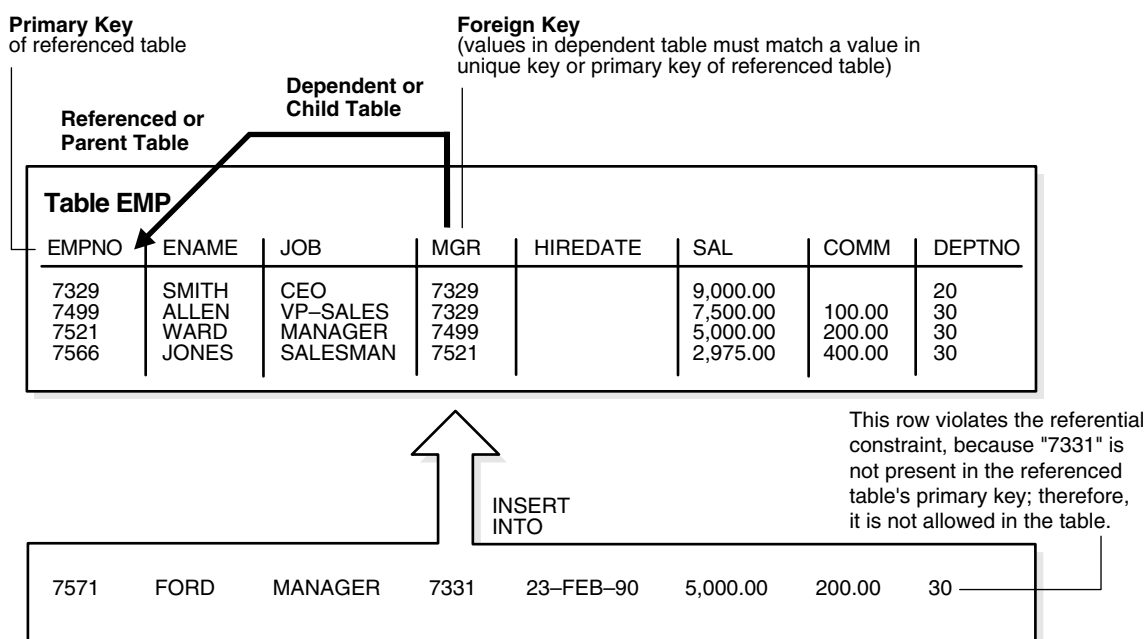 Primary Key
of referenced table
Foreign Key
(values in dependent table must match a value in
unique key or primary key of referenced table)
Dependent or
Child Table
Referenced or
Parent Table
Table EMP
EMPNO ENAME JOB MGR HIREDATE SAL COMM DEPTNO
7329 SMITH CEO 7329 9,000.00 20
7499 ALLEN VP–SALES 7329 7,500.00 100.00 30
7521 WARD MANAGER 7499 5,000.00 200.00 30
7566 JONES SALESMAN 7521 2,975.00 400.00 30
This row violates the referential
constraint, because "7331" is
not present in the referenced
table's primary key; therefore,
it is not allowed in the table.
INSERT
INTO
7571 FORD MANAGER 7331 23–FEB–90 5,000.00 200.00 30